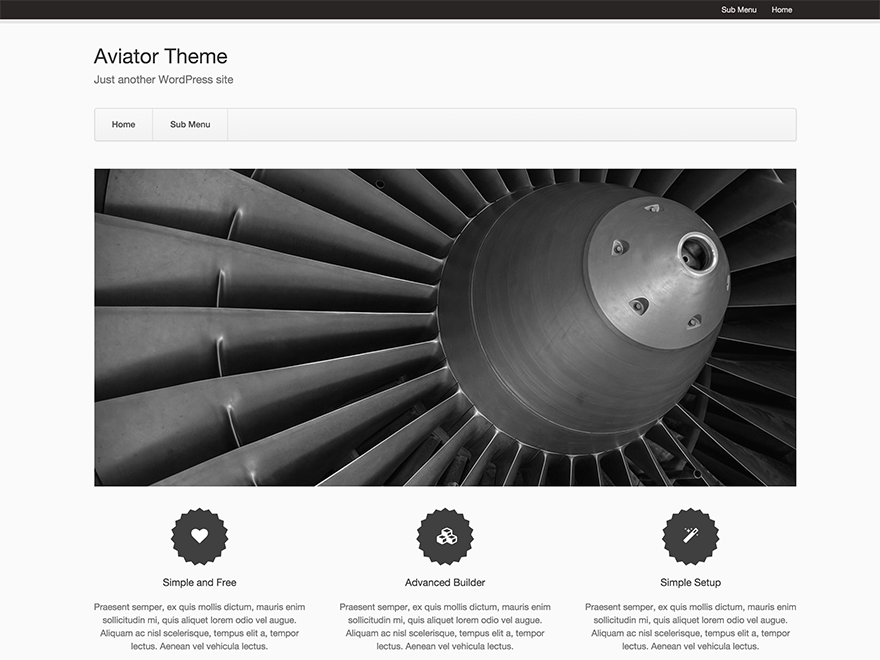 Sub Menu Home
Aviator Theme
Just another WordPress site
Home Sub Menu
Simple and Free
Praesent semper, ex quis mollis dictum, mauris enim
sollicitudin mi, quis aliquet lorem odio vel augue.
Aliquam ac nisl scelerisque, tempus elit a, tempor
lectus. Aenean vel vehicula lectus.
Advanced Builder
Praesent semper, ex quis mollis dictum, mauris enim
sollicitudin mi, quis aliquet lorem odio vel augue.
Aliquam ac nisl scelerisque, tempus elit a, tempor
lectus. Aenean vel vehicula lectus.
Simple Setup
Praesent semper, ex quis mollis dictum, mauris enim
sollicitudin mi, quis aliquet lorem odio vel augue.
Aliquam ac nisl scelerisque, tempus elit a, tempor
lectus. Aenean vel vehicula lectus.